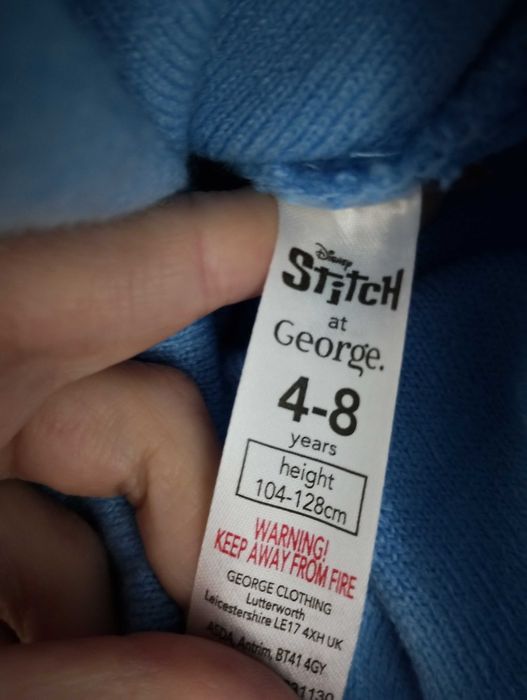 Disney
STiTCH
at
George.
4-8
years
height
104-128cm
WARNING!
KEEP AWAY FROM FIRE
GEORGE CLOTHING
Lutterworth
Leicestershire LE17 4XH UK
ASDA, Antrim, BT41 4GY